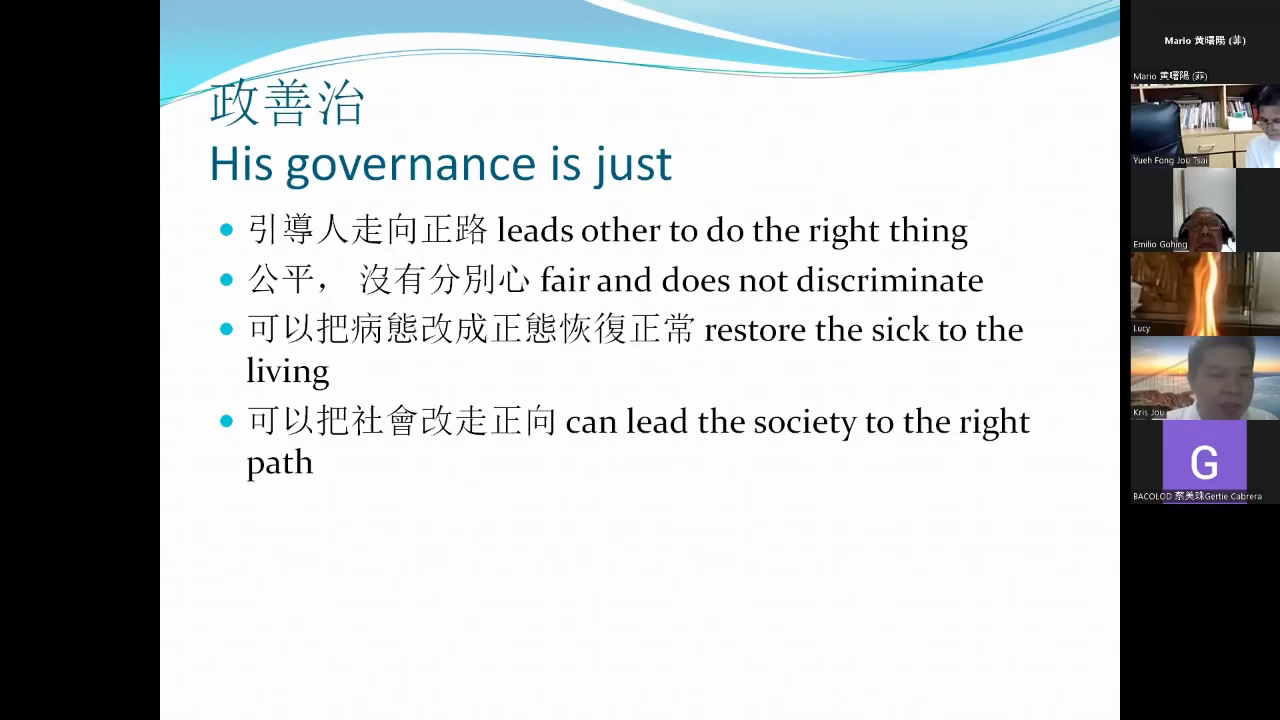 政善治
His governance is just
引導人走向正路 leads other to do the right thing
公平， 沒有分別心 fair and does not discriminate
可以把病態改成正態恢復正常 restore the sick to the
living
可以把社會改走正向 can lead the society to the right
path
Mario 黄曙陽 (菲)
Mario 黄曙陽 (菲)
Yueh Fong Jou Tsai
Emilio Gohing
Lucy
Kris Jou
G
BACOLOD 蔡美珠Gertie Cabrera